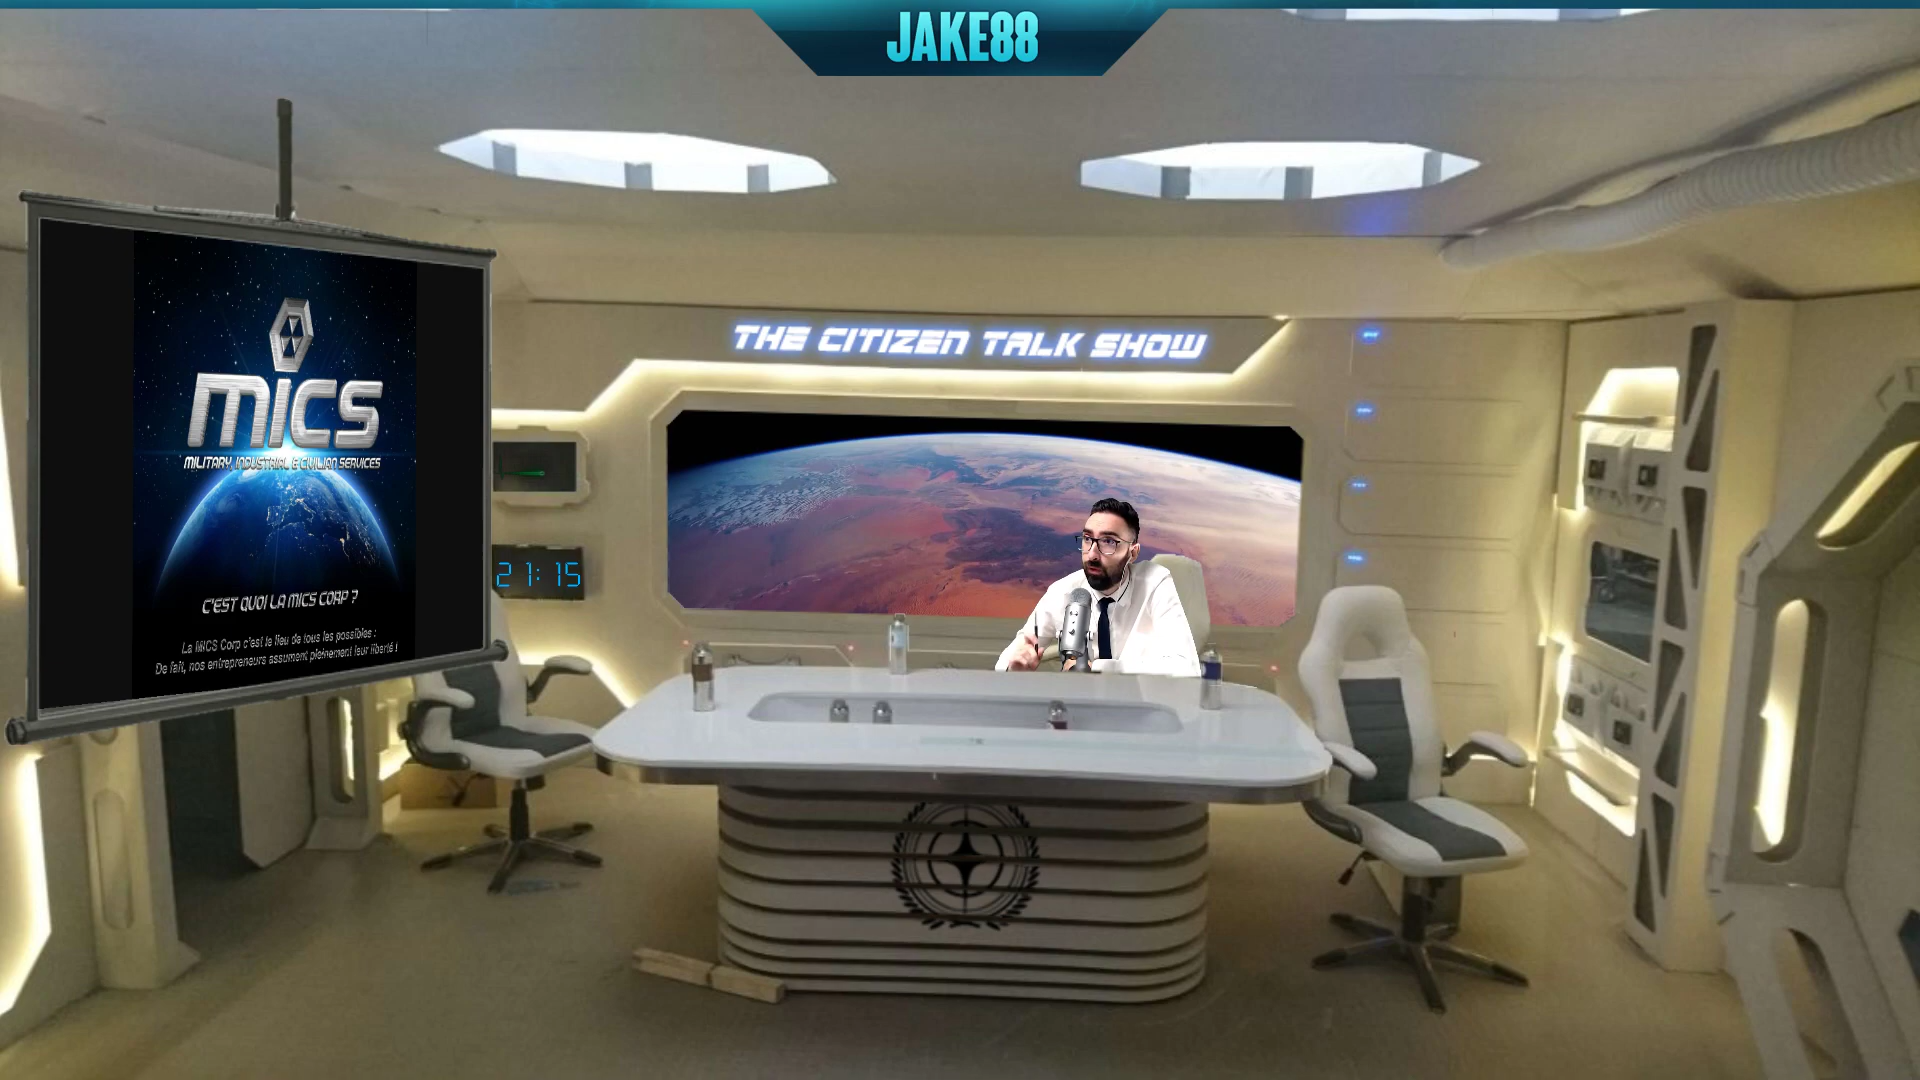 JAKE88
THE CITIZEN TALK SHOW
MICS
MILITARY, INDUSTRIAL & CIVILIAN SERVICES
21:15
C'EST QUOI LA MICS CORP ?
La MICS Corp c'est le lieu de tous les possibles :
De fait, nos entrepreneurs assument pleinement leur liberté !